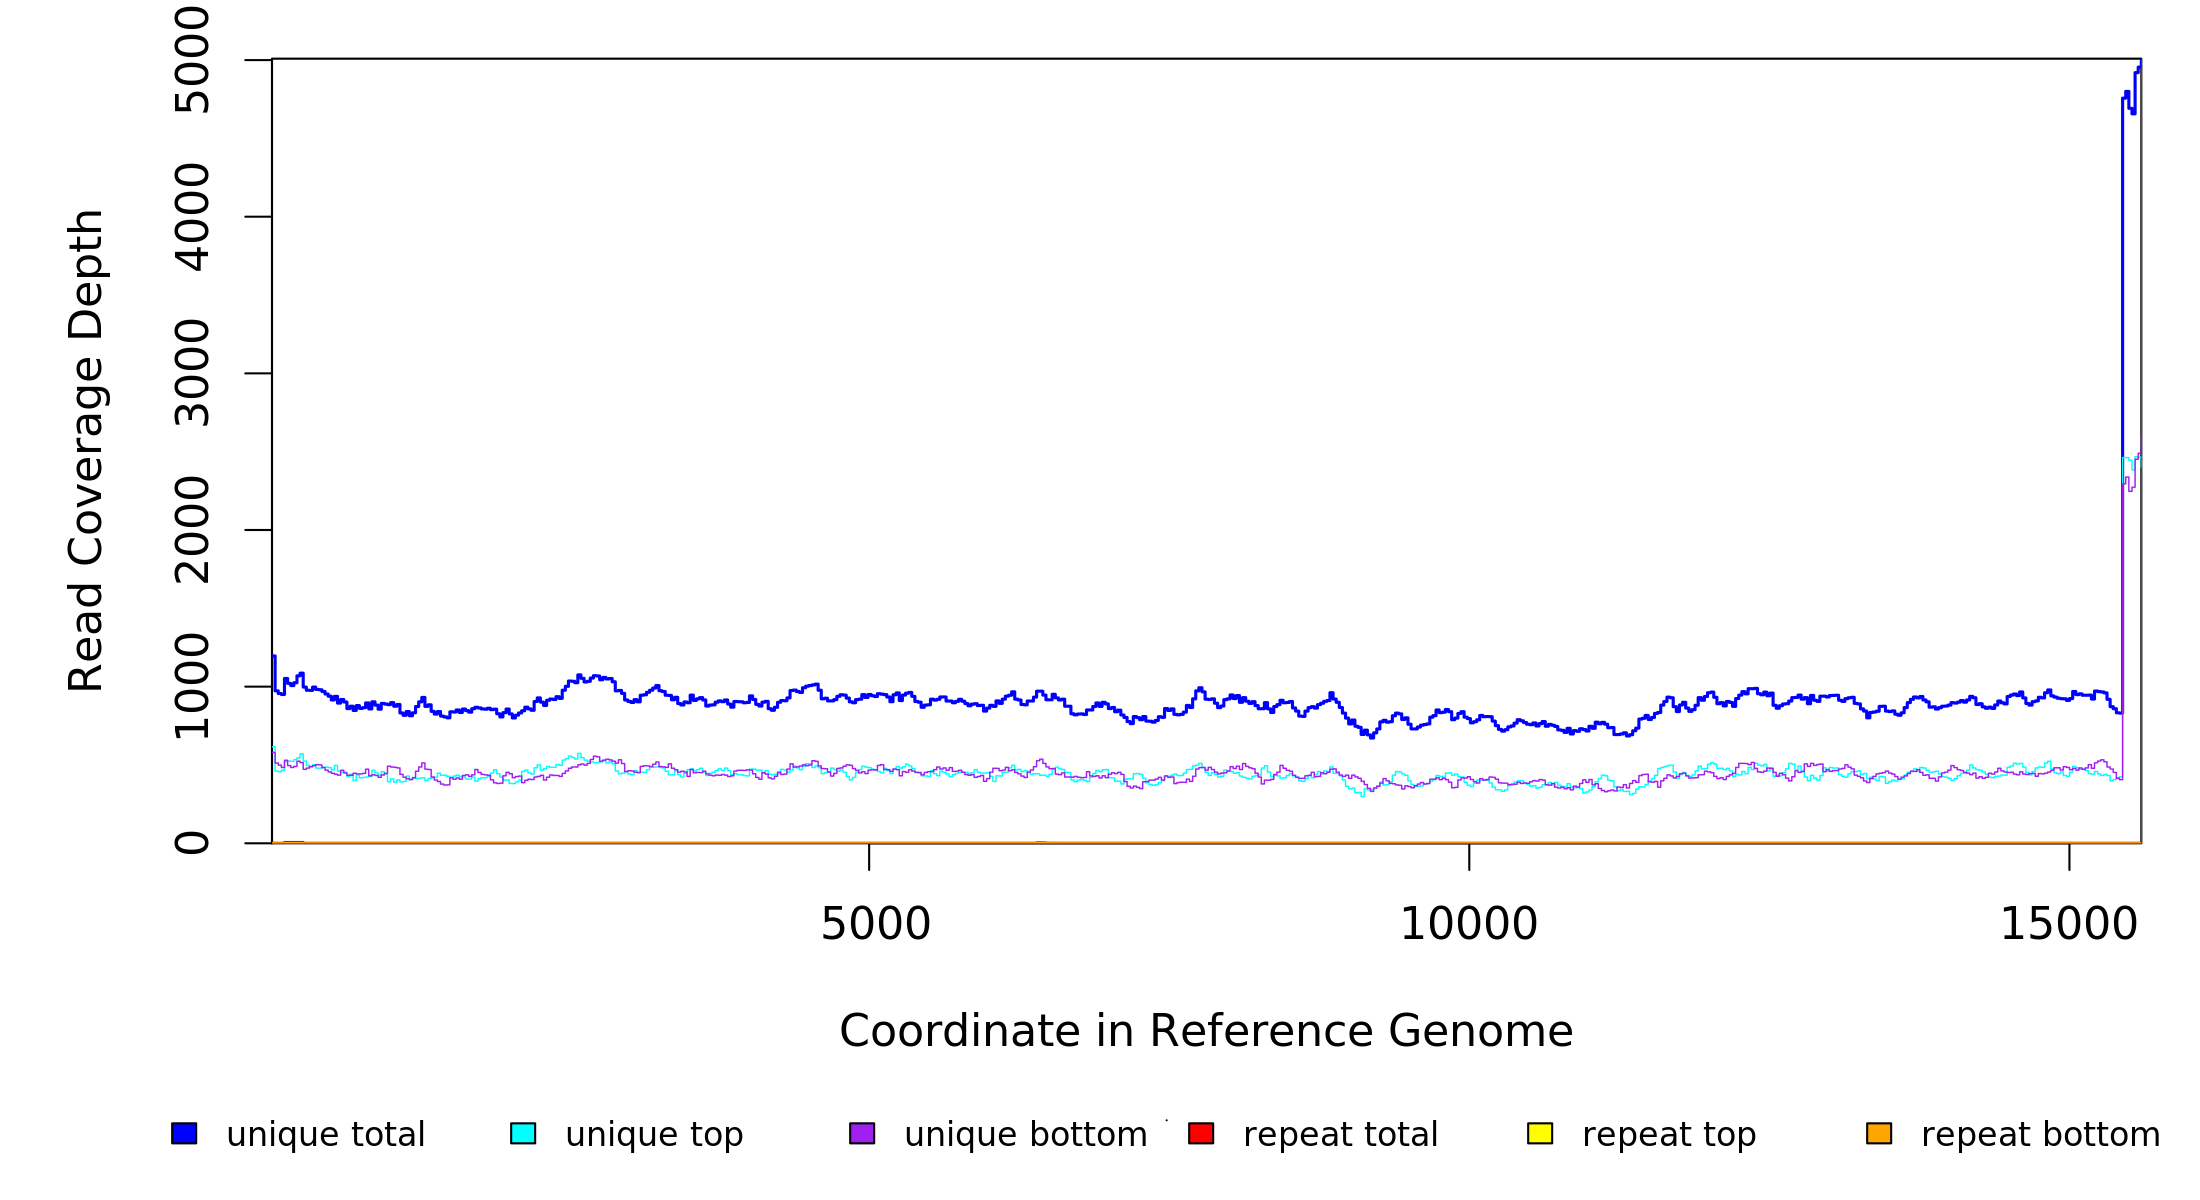 Read Coverage Depth
5000
4000
3000
2000
1000
0
5000 10000 15000
Coordinate in Reference Genome
unique total unique top unique bottom repeat total repeat top repeat bottom